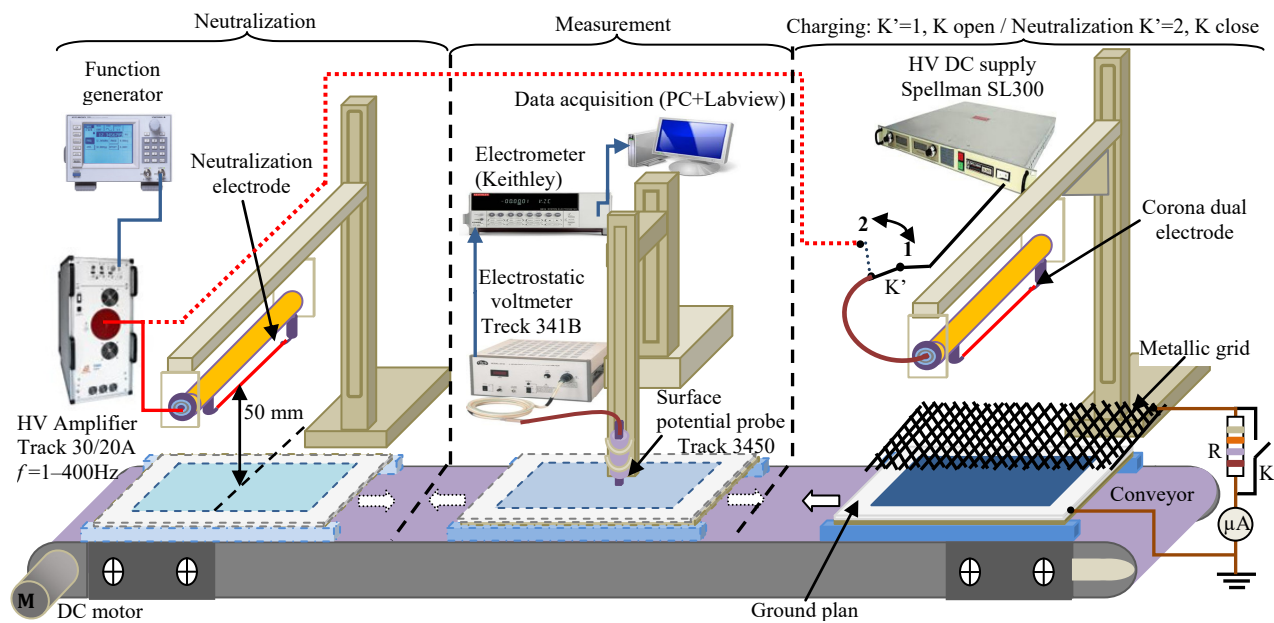 Neutralization
Measurement
Charging: K’=1, K open / Neutralization K’=2, K close
Function
generator
HV DC supply
Spellman SL300
Data acquisition (PC+Labview)
Neutralization
electrode
Electrometer
(Keithley)
2
1
K’
Corona dual
electrode
Electrostatic
voltmeter
Treck 341B
Metallic grid
50 mm
Surface
potential probe
Track 3450
HV Amplifier
Track 30/20A
f=1–400Hz
R
K
Conveyor
µA
M
DC motor
Ground plan